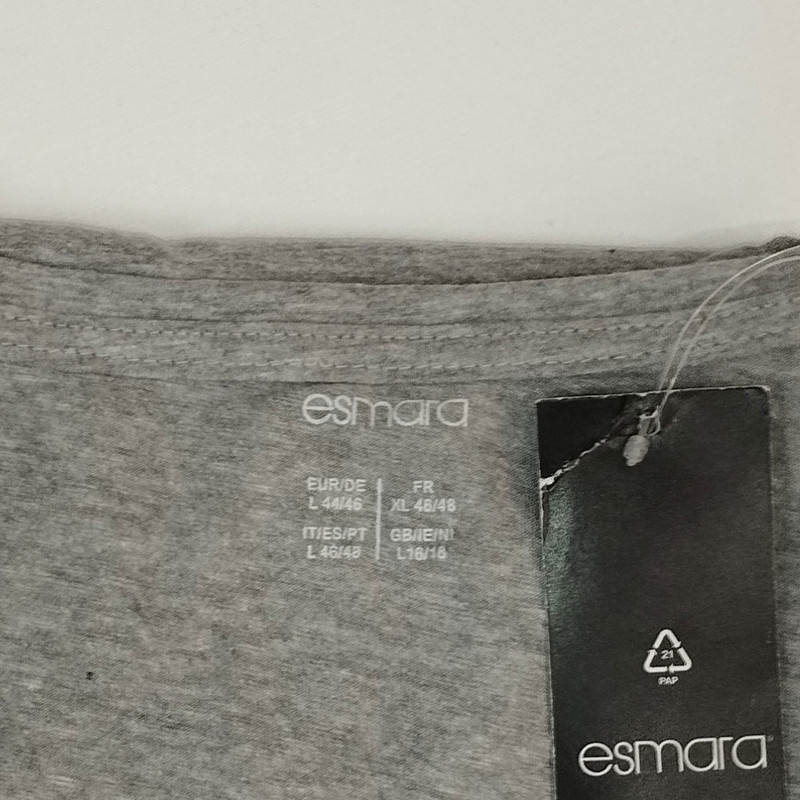 esmara
EUR/DE
L 44/46
FR
XL 46/48
IT/ES/PT
L 46/48
GB/IE/NI
L16/18
21
PAP
esmara®